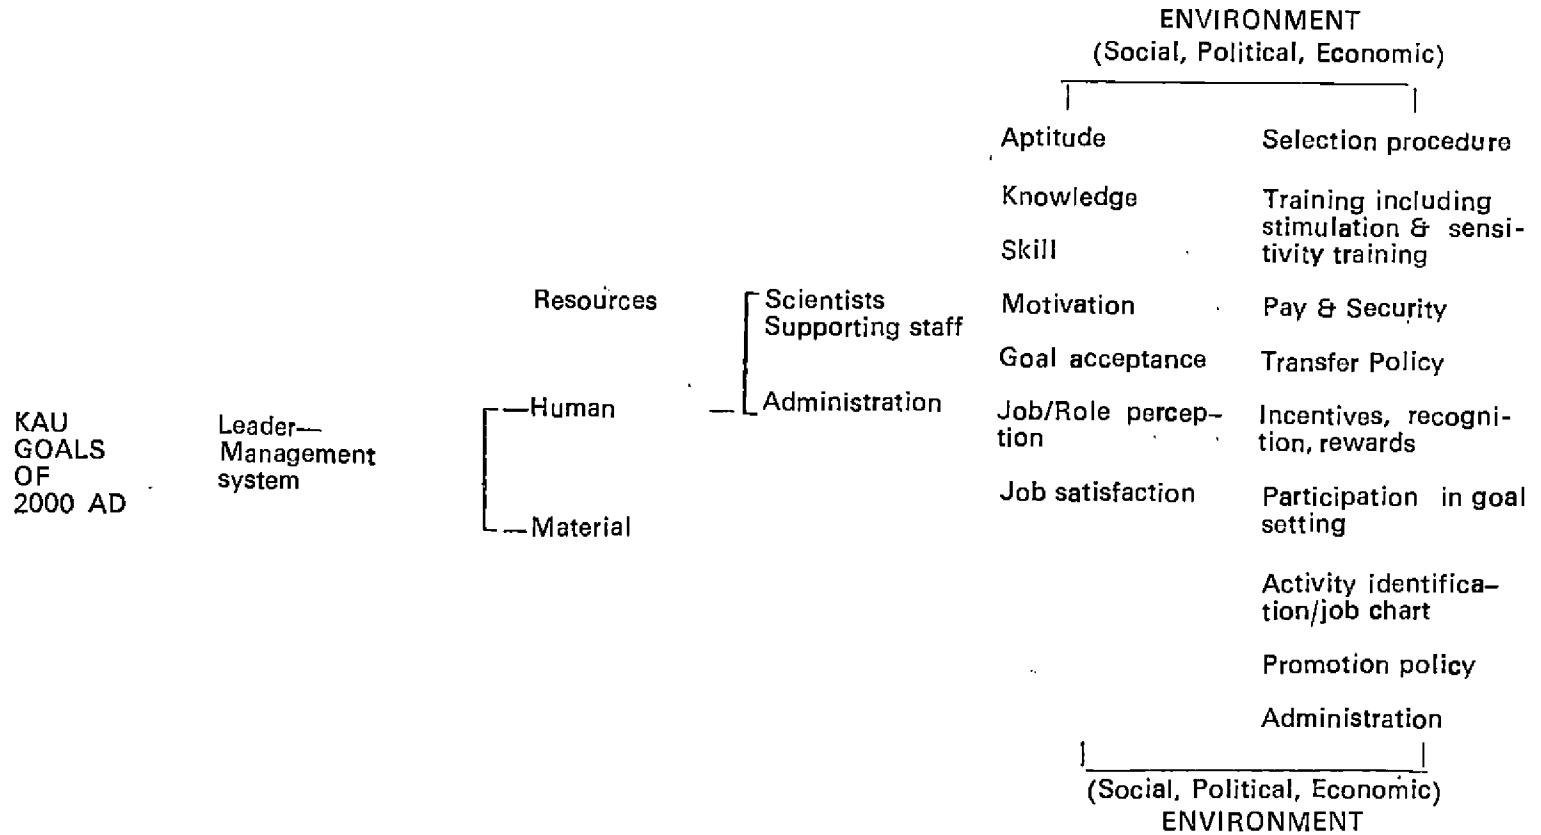 ENVIRONMENT
(Social, Political, Economic)
KAU
GOALS
OF
2000 AD
Leader—
Management
system
Resources
—Human
—Material
Scientists
Supporting staff
Administration
Aptitude
Knowledge
Skill
Motivation
Goal acceptance
Job/Role percep–
tion
Job satisfaction
Selection procedure
Training including
stimulation & sensi-
tivity training
Pay & Security
Transfer Policy
Incentives, recogni-
tion, rewards
Participation in goal
setting
Activity identifica–
tion/job chart
Promotion policy
Administration
(Social, Political, Economic)
ENVIRONMENT